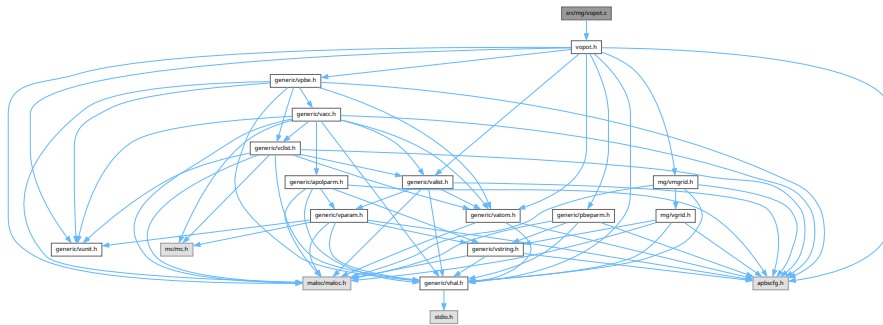 src/mg/vopot.c
vopot.h
generic/vpbe.h
generic/vacc.h
generic/vclist.h
generic/apolparm.h
generic/valist.h
mg/vmgrid.h
generic/vparam.h
generic/vatom.h
generic/pbeparm.h
mg/vgrid.h
generic/vunit.h
mc/mc.h
generic/vstring.h
maloc/maloc.h
generic/vhal.h
apbscfg.h
stdio.h